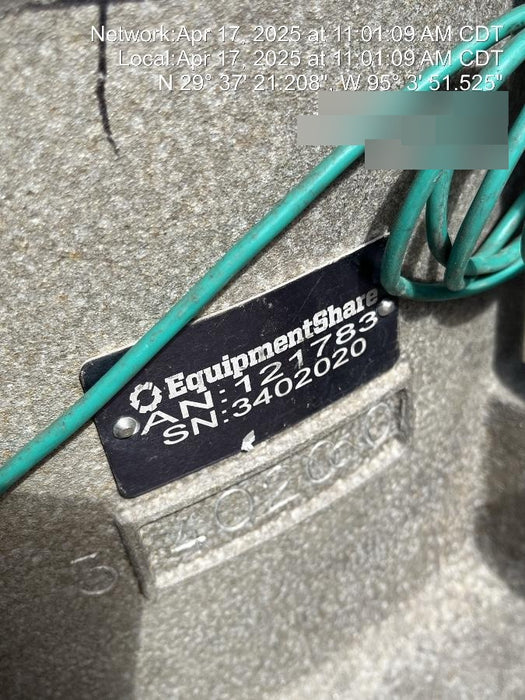 Network:Apr 17, 2025 at 11:01:09 AM CDT
Local:Apr 17, 2025 at 11:01:09 AM CDT
N 29° 37' 21.208", W 95° 3' 51.525"
EquipmentShare
AN:121783
SN:3402020